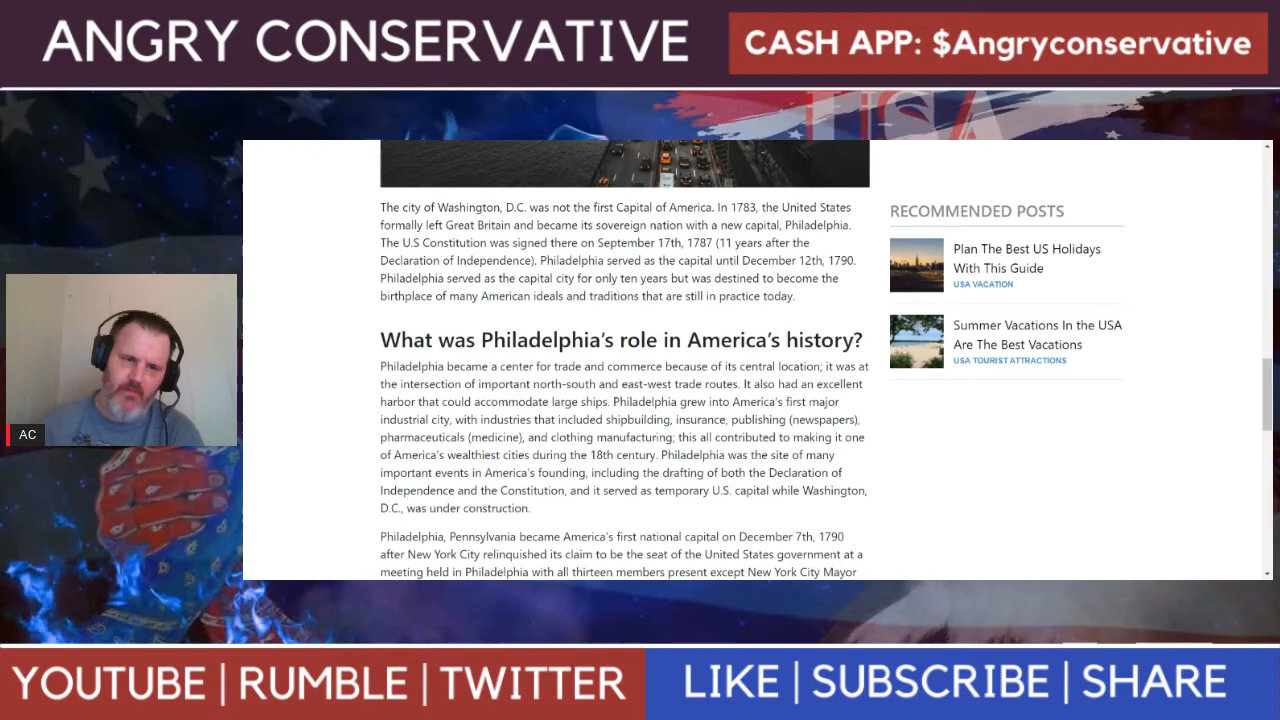 ANGRY CONSERVATIVE
CASH APP: $Angryconservative
USA
The city of Washington, D.C. was not the first Capital of America. In 1783, the United States
formally left Great Britain and became its sovereign nation with a new capital, Philadelphia.
The U.S Constitution was signed there on September 17th, 1787 (11 years after the
Declaration of Independence). Philadelphia served as the capital until December 12th, 1790.
Philadelphia served as the capital city for only ten years but was destined to become the
birthplace of many American ideals and traditions that are still in practice today.
What was Philadelphia's role in America's history?
Philadelphia became a center for trade and commerce because of its central location; it was at
the intersection of important north-south and east-west trade routes. It also had an excellent
harbor that could accommodate large ships. Philadelphia grew into America's first major
industrial city, with industries that included shipbuilding, insurance, publishing (newspapers),
pharmaceuticals (medicine), and clothing manufacturing; this all contributed to making it one
of America's wealthiest cities during the 18th century. Philadelphia was the site of many
important events in America's founding, including the drafting of both the Declaration of
Independence and the Constitution, and it served as temporary U.S. capital while Washington,
D.C., was under construction.
Philadelphia, Pennsylvania became America's first national capital on December 7th, 1790
after New York City relinquished its claim to be the seat of the United States government at a
meeting held in Philadelphia with all thirteen members present except New York City Mayor
RECOMMENDED POSTS
Plan The Best US Holidays
With This Guide
USA VACATION
Summer Vacations In the USA
Are The Best Vacations
USA TOURIST ATTRACTIONS
AC
YOUTUBE | RUMBLE | TWITTER
LIKE | SUBSCRIBE | SHARE